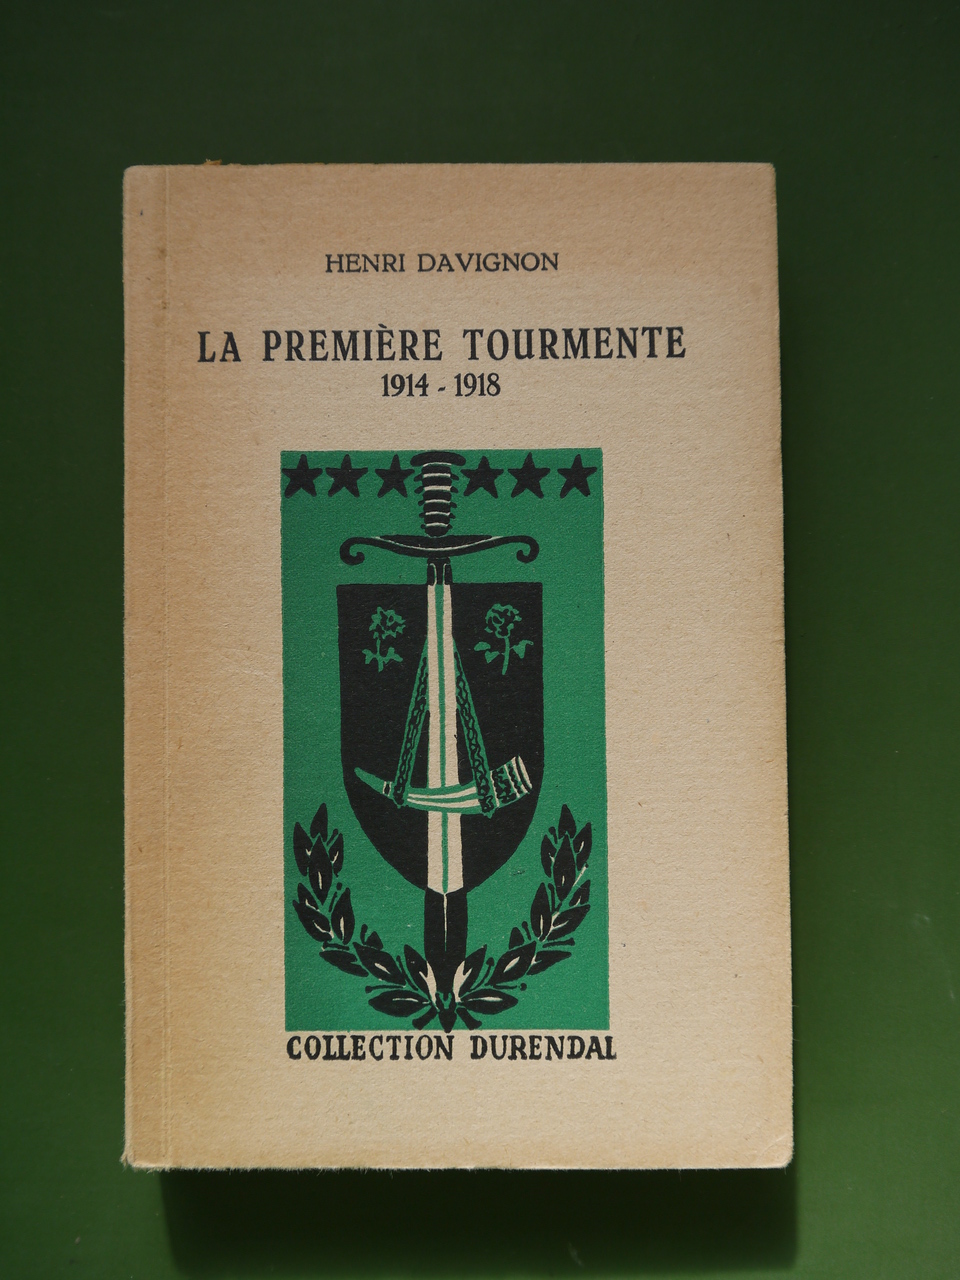 HENRI DAVIGNON
LA PREMIÈRE TOURMENTE
1914 - 1918
COLLECTION DURENDAL